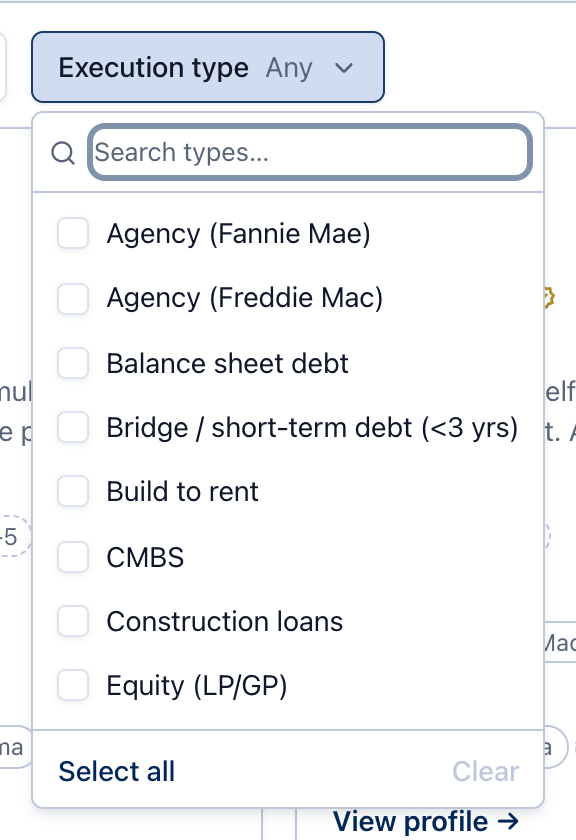 Execution type Any
Search types...
Agency (Fannie Mae)
Agency (Freddie Mac)
Balance sheet debt
Bridge / short-term debt (<3 yrs)
Build to rent
CMBS
Construction loans
Equity (LP/GP)
Select all Clear
View profile →